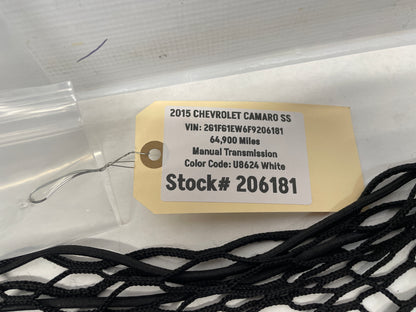 2015 CHEVROLET CAMARO SS
VIN: 2G1FG1EW6F9206181
64,900 Miles
Manual Transmission
Color Code: U8624 White
Stock# 206181